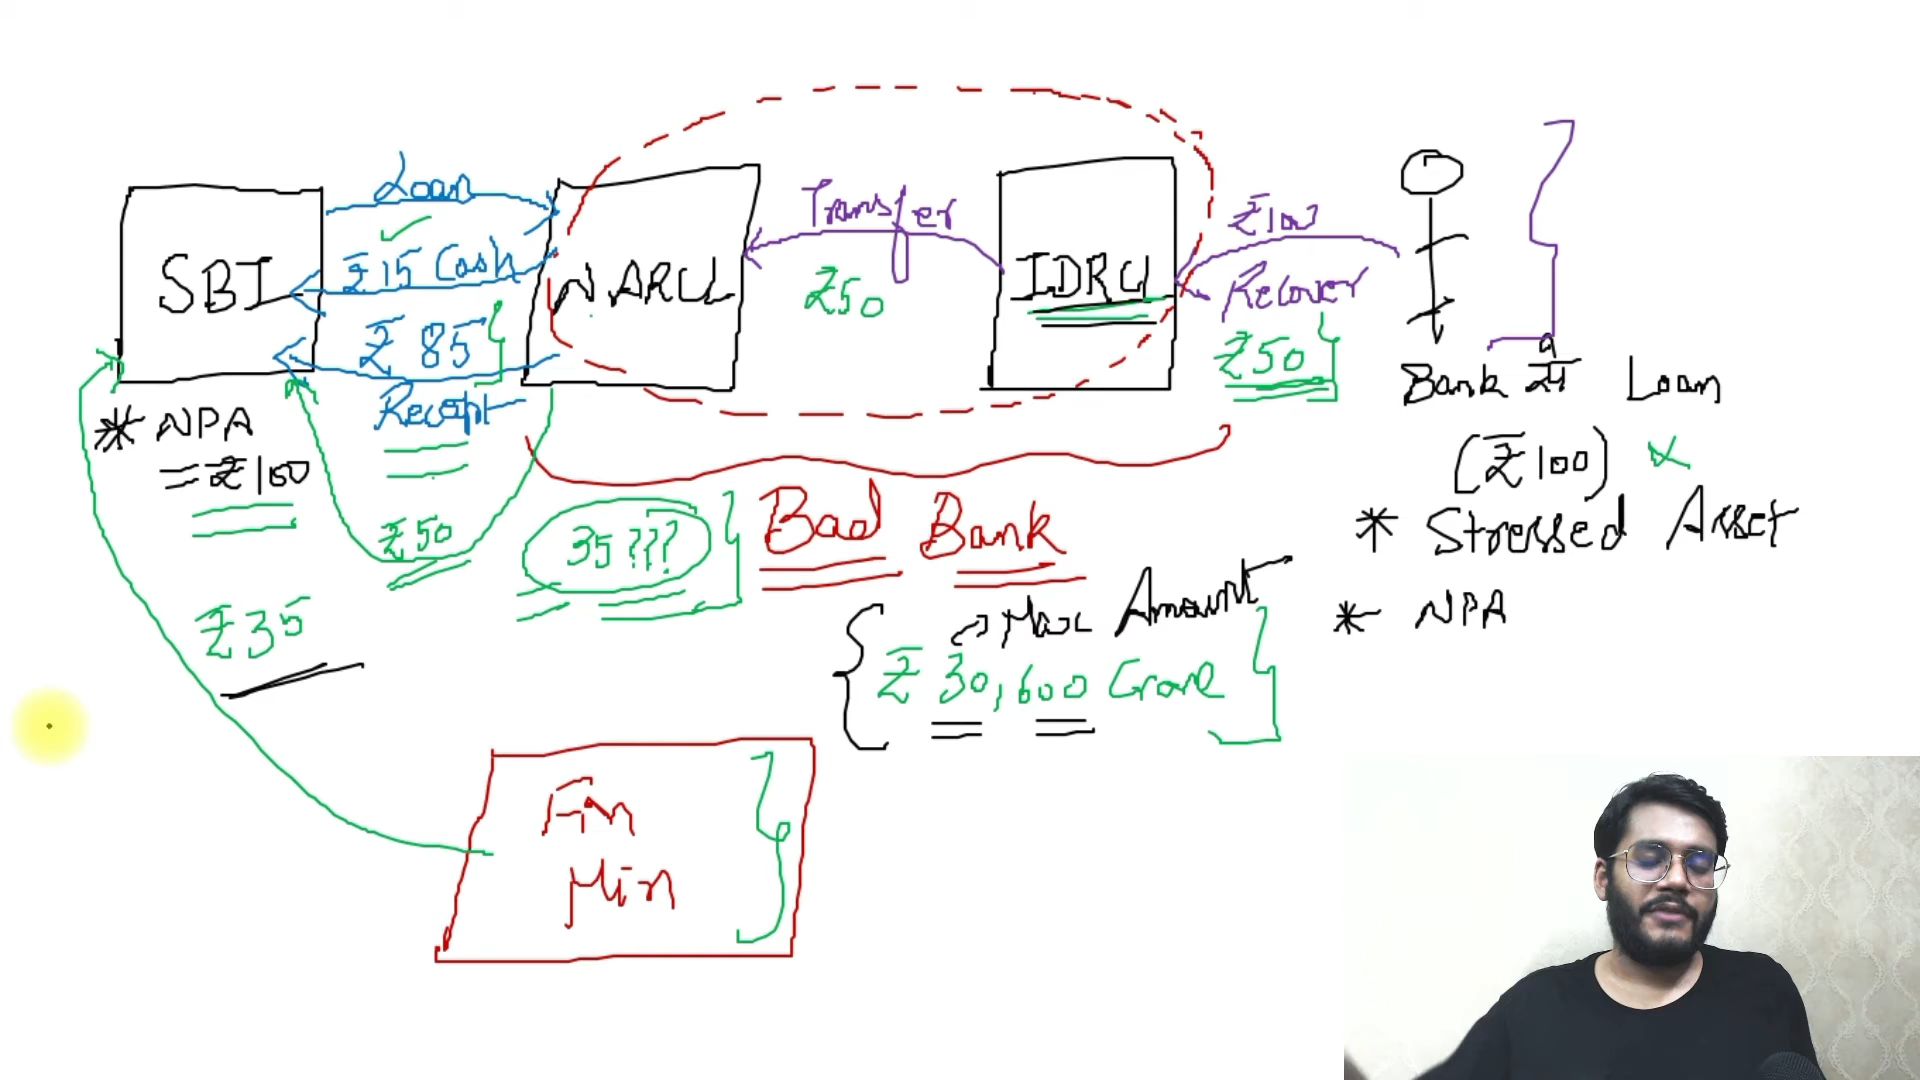 Loan
₹15 Cash
SBI
NARCL
Transfer
₹50
IDRCL
₹100
Recover
₹50
₹ 85
Receipt
* NPA
= ₹100
₹50
35???
Bad Bank
Bank
Loan
(₹100)
* Stressed Asset
* NPA
₹35
Max Amount
₹ 30,600 Crore
Fin
Min